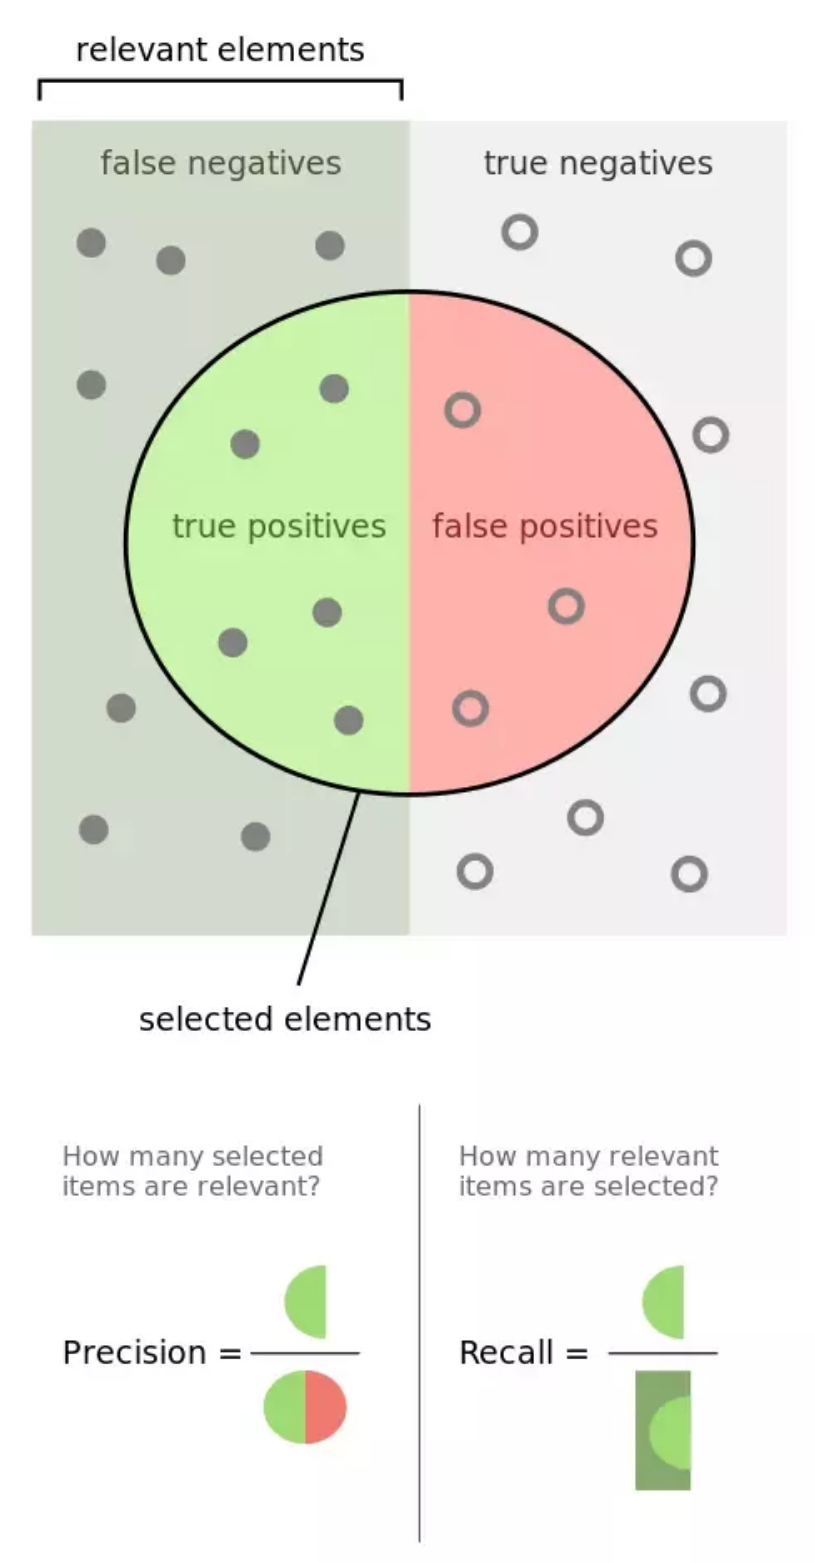 relevant elements
false negatives
true negatives
true positives
false positives
selected elements
How many selected
items are relevant?
How many relevant
items are selected?
Precision =
Recall =